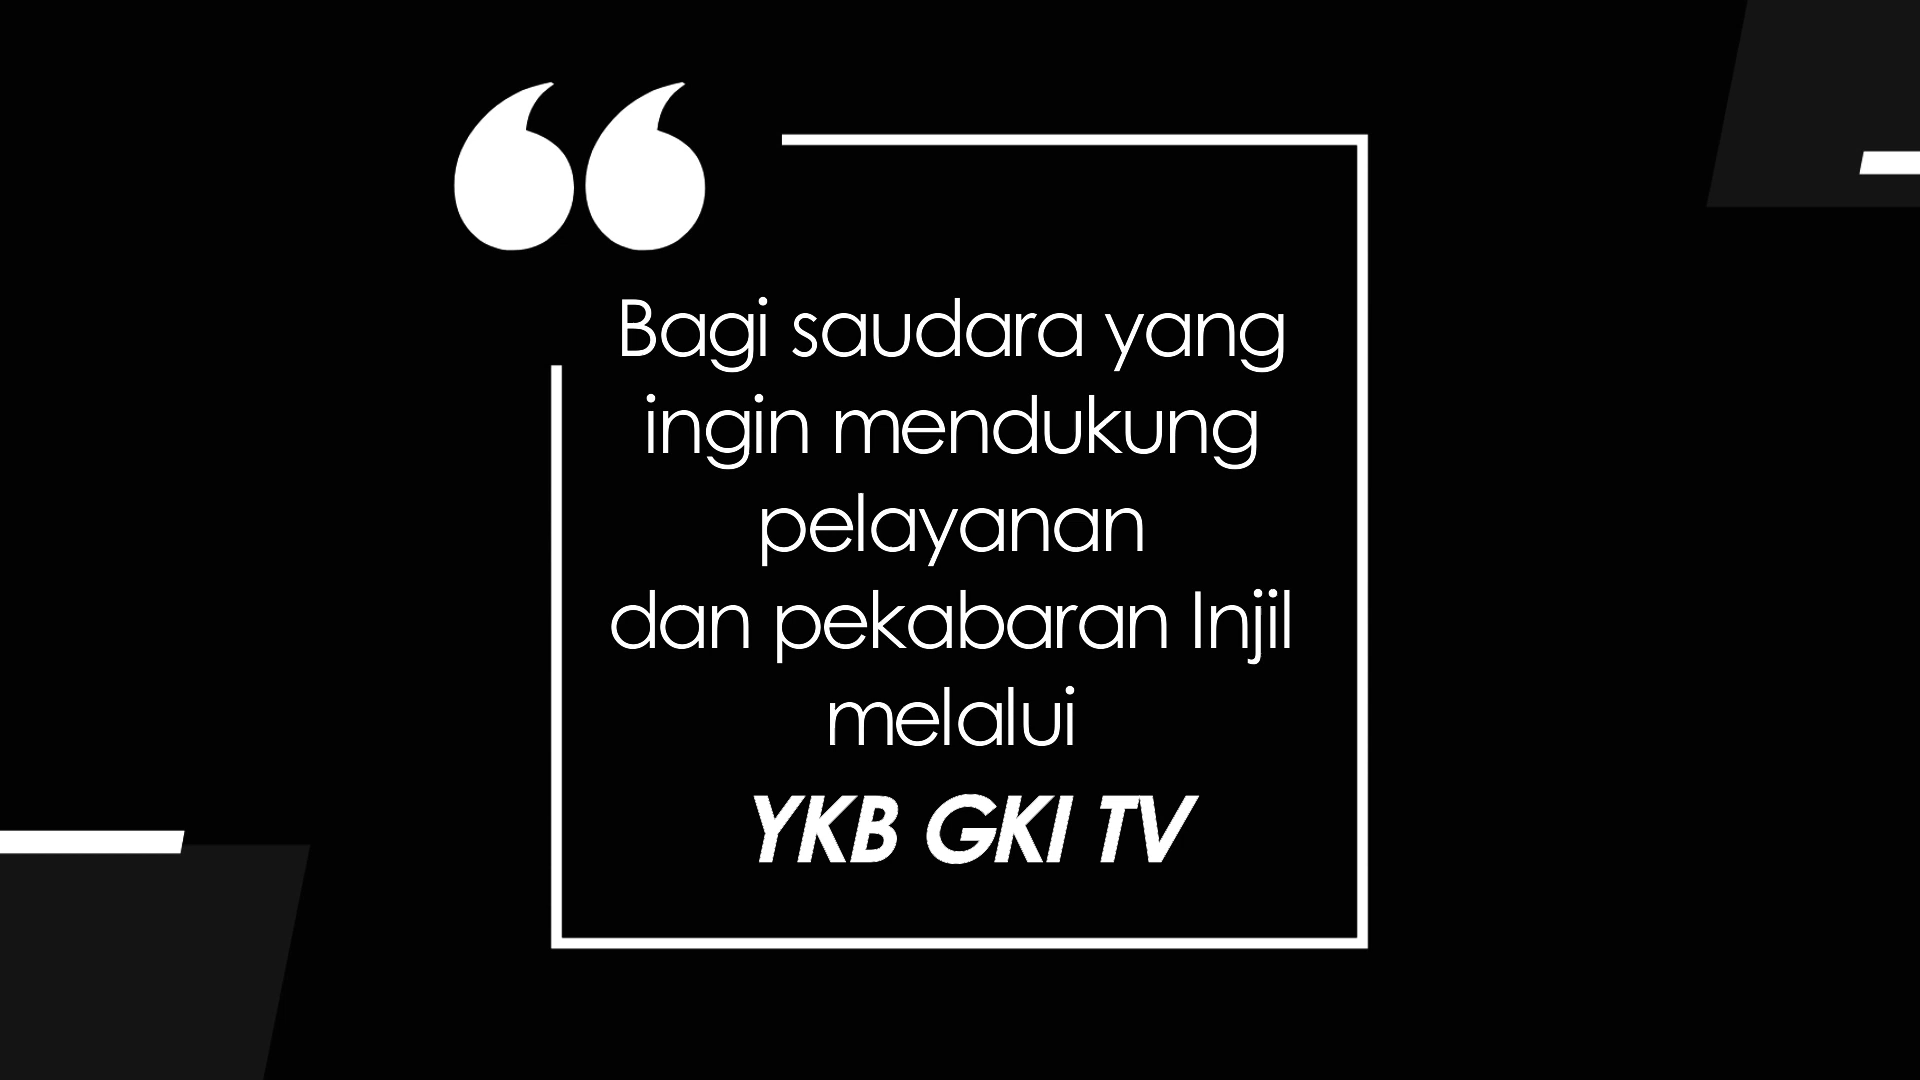 Bagi saudara yang
ingin mendukung
pelayanan
dan pekabaran Injil
melalui
YKB GKI TV